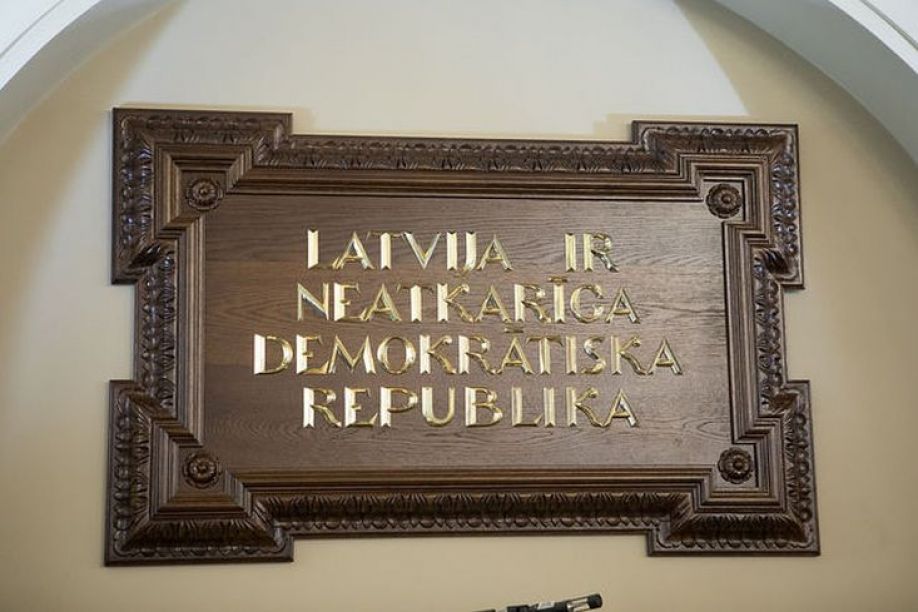 LATVIJA IR
NEATKARĪGA
DEMOKRĀTISKA
REPUBLIKA